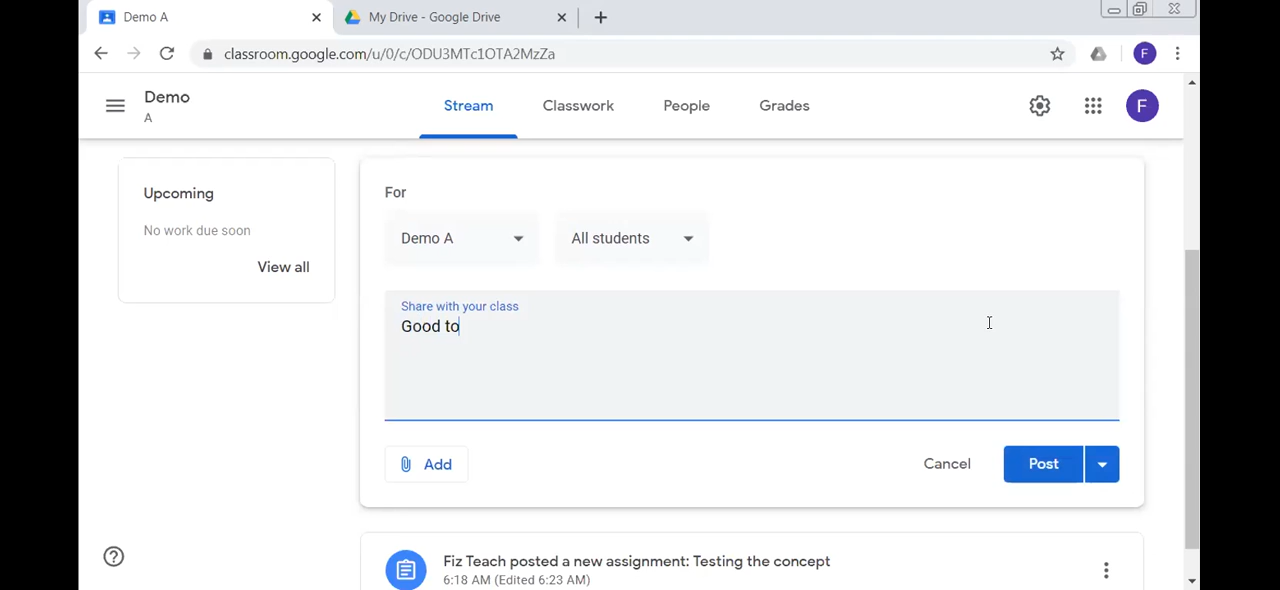 Demo A
My Drive - Google Drive
classroom.google.com/u/0/c/ODU3MTc1OTA2MzZa
F
Demo
A
Stream
Classwork
People
Grades
F
Upcoming
No work due soon
View all
For
Demo A
All students
Share with your class
Good to
Add
Cancel
Post
Fiz Teach posted a new assignment: Testing the concept
6:18 AM (Edited 6:23 AM)